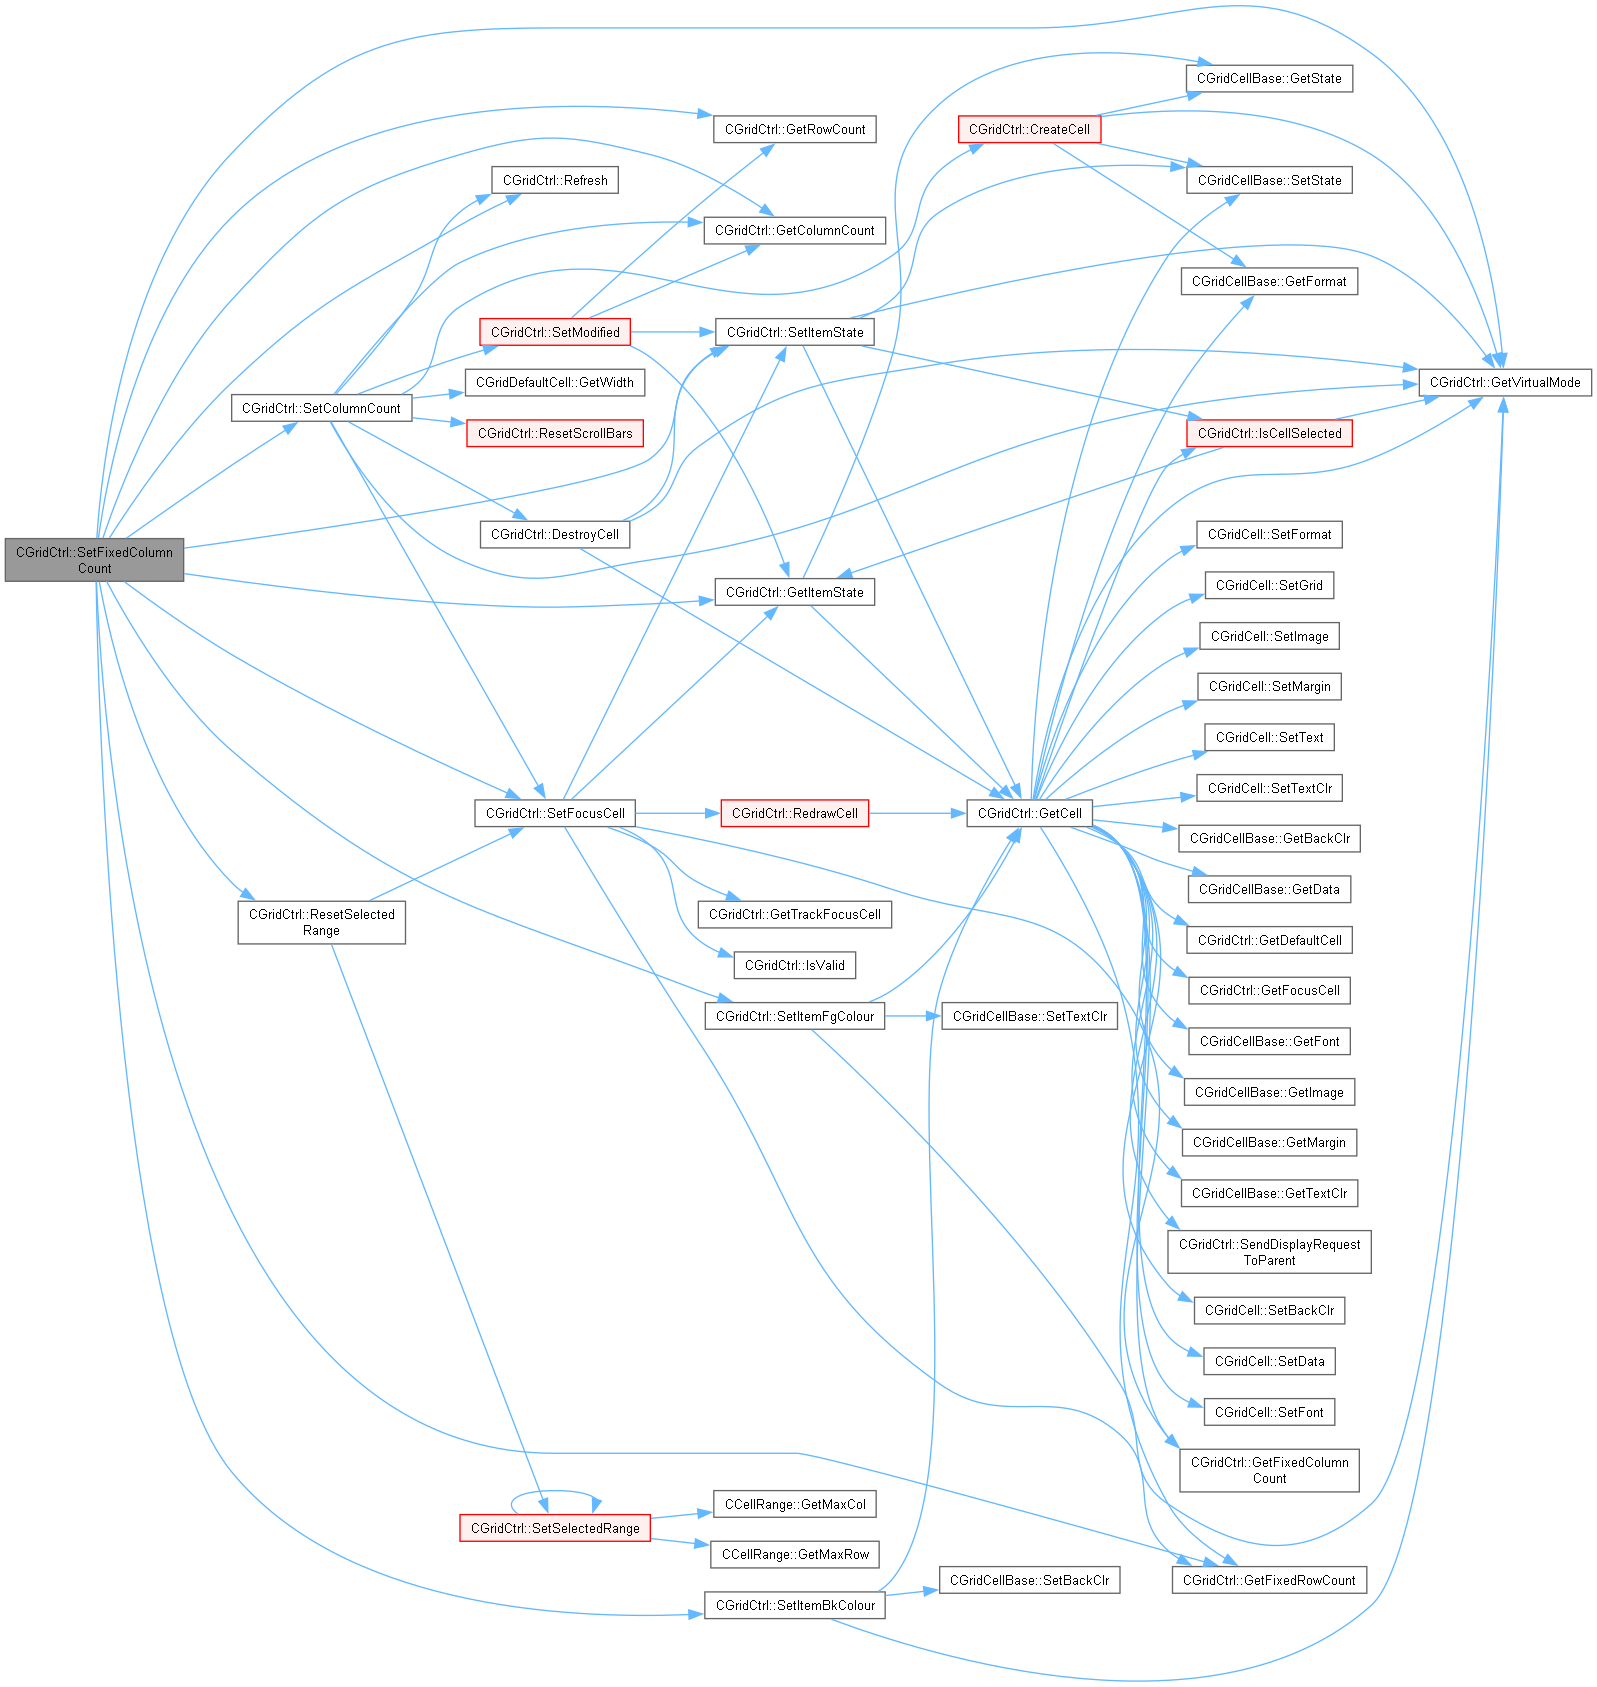 CGridCtrl::SetFixedColumn
Count
CGridCtrl::SetColumnCount
CGridCtrl::ResetSelected
Range
CGridCtrl::Refresh
CGridCtrl::SetModified
CGridDefaultCell::GetWidth
CGridCtrl::ResetScrollBars
CGridCtrl::DestroyCell
CGridCtrl::SetFocusCell
CGridCtrl::SetSelectedRange
CGridCtrl::GetRowCount
CGridCtrl::GetColumnCount
CGridCtrl::SetItemState
CGridCtrl::GetItemState
CGridCtrl::RedrawCell
CGridCtrl::GetTrackFocusCell
CGridCtrl::IsValid
CGridCtrl::SetItemFgColour
CCellRange::GetMaxCol
CCellRange::GetMaxRow
CGridCtrl::SetItemBkColour
CGridCtrl::CreateCell
CGridCtrl::GetCell
CGridCellBase::SetTextClr
CGridCellBase::SetBackClr
CGridCellBase::GetState
CGridCellBase::SetState
CGridCellBase::GetFormat
CGridCtrl::IsCellSelected
CGridCell::SetFormat
CGridCell::SetGrid
CGridCell::SetImage
CGridCell::SetMargin
CGridCell::SetText
CGridCell::SetTextClr
CGridCellBase::GetBackClr
CGridCellBase::GetData
CGridCtrl::GetDefaultCell
CGridCtrl::GetFocusCell
CGridCellBase::GetFont
CGridCellBase::GetImage
CGridCellBase::GetMargin
CGridCellBase::GetTextClr
CGridCtrl::SendDisplayRequest
ToParent
CGridCell::SetBackClr
CGridCell::SetData
CGridCell::SetFont
CGridCtrl::GetFixedColumn
Count
CGridCtrl::GetFixedRowCount
CGridCtrl::GetVirtualMode